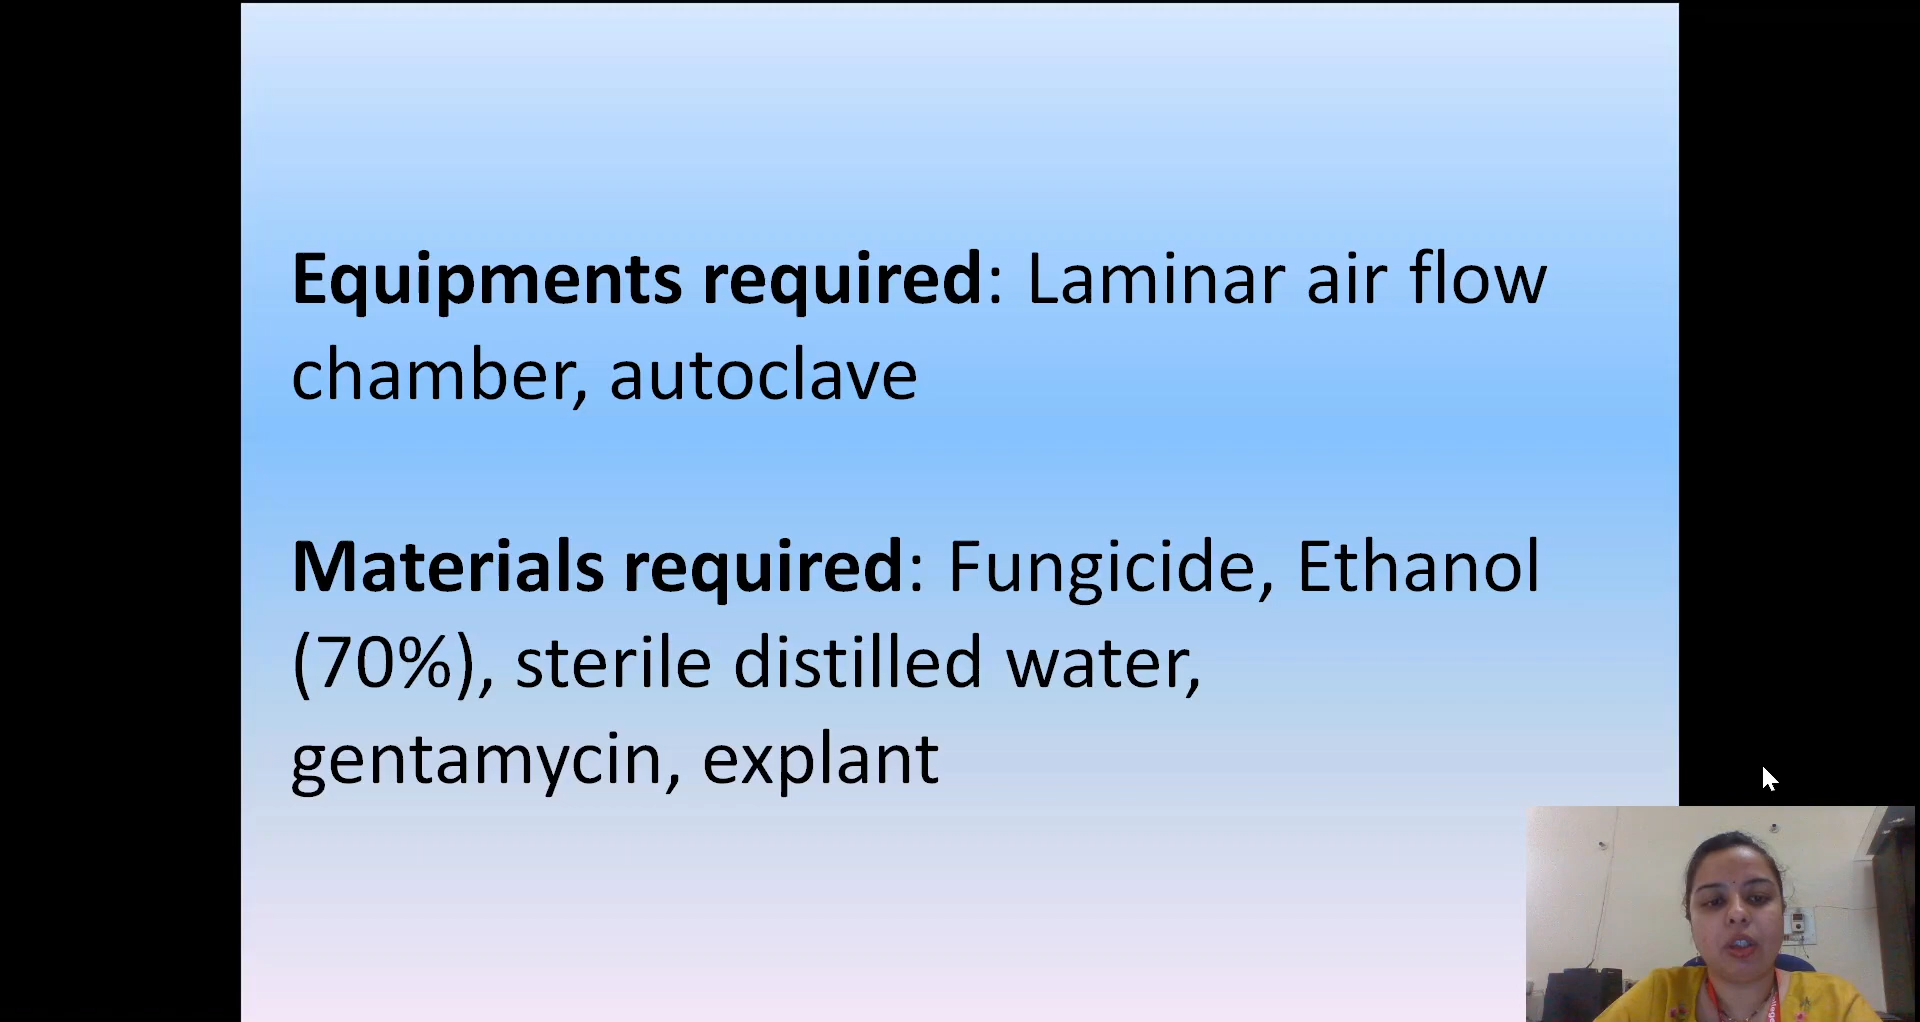 Equipments required: Laminar air flow
chamber, autoclave
Materials required: Fungicide, Ethanol
(70%), sterile distilled water,
gentamycin, explant